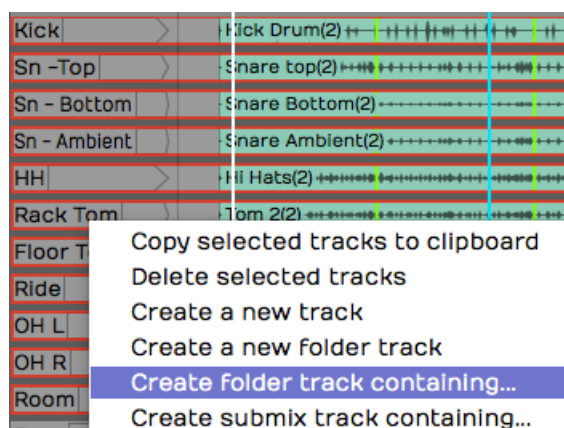 Kick Kick Drum(2)
Sn -Top Snare top(2)
Sn - Bottom Snare Bottom(2)
Sn - Ambient Snare Ambient(2)
HH Hi Hats(2)
Rack Tom Tom 2(2)
Floor T
Ride
OH L
OH R
Room
Copy selected tracks to clipboard
Delete selected tracks
Create a new track
Create a new folder track
Create folder track containing...
Create submix track containing...